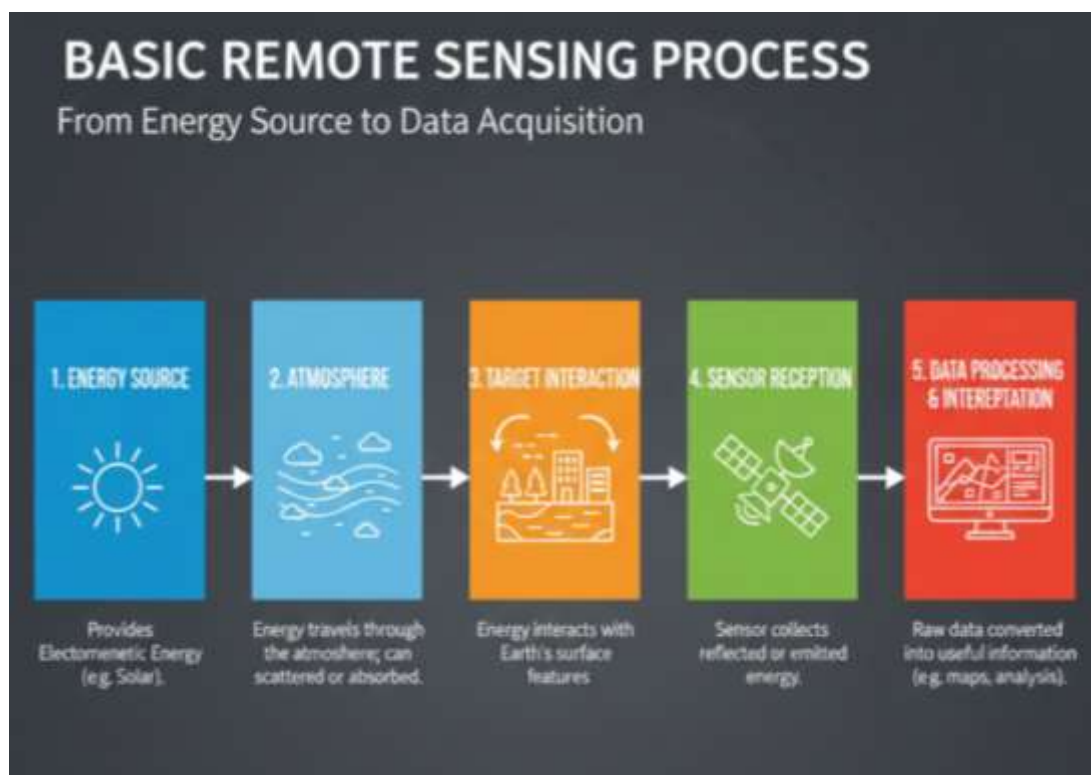 BASIC REMOTE SENSING PROCESS
From Energy Source to Data Acquisition
1. ENERGY SOURCE
2. ATMOSPHERE
3. TARGET INTERACTION
4. SENSOR RECEPTION
5. DATA PROCESSING
& INTEREPTATION
Provides
Electomenetic Energy
(e.g. Solar).
Energy travels through
the atmoshere; can
scattered or absorbed.
Energy interacts with
Earth's surface
features
Sensor collects
reflected or emitted
energy.
Raw data converted
into useful information
(e.g, maps, analysis).